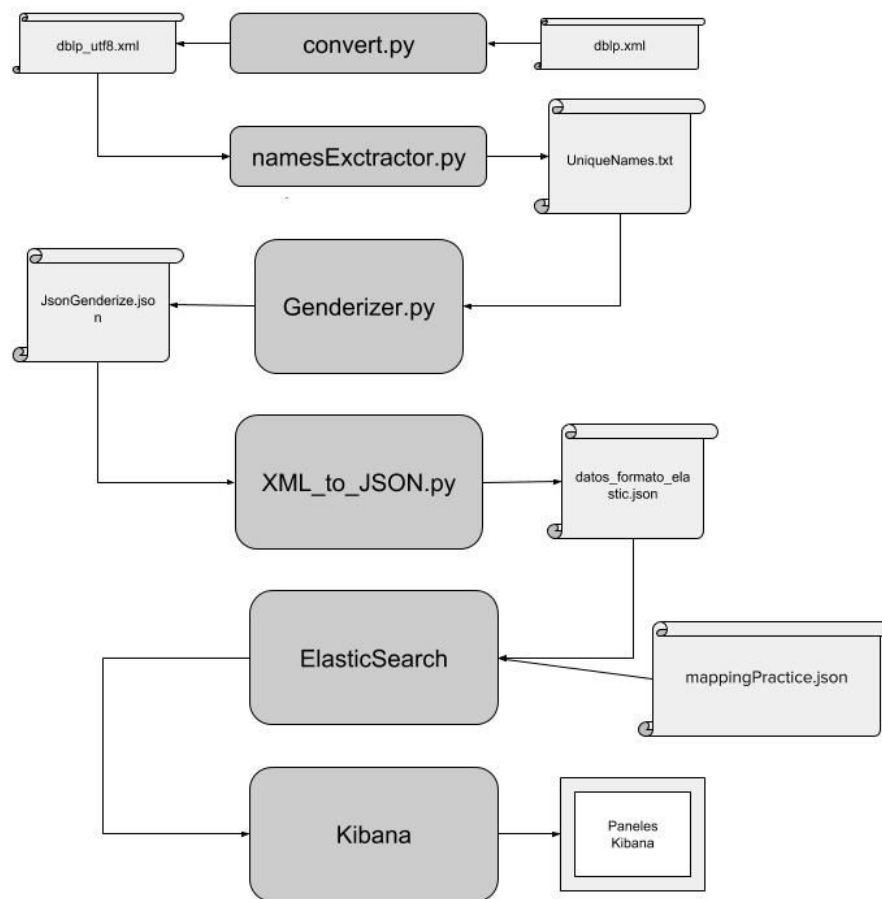 dblp_utf8.xml
convert.py
dblp.xml
namesExctractor.py
UniqueNames.txt
JsonGenderize.jso
n
Genderizer.py
XML_to_JSON.py
datos_formato_ela
stic.json
ElasticSearch
mappingPractice.json
Kibana
Paneles
Kibana